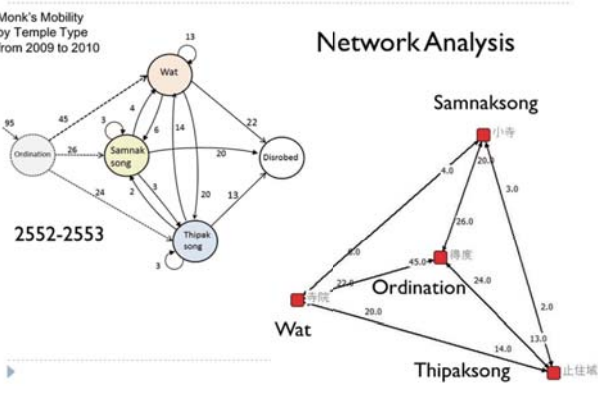 Monk's Mobility
by Temple Type
from 2009 to 2010
Network Analysis
13
Wat
95
45
4
3
6
14
22
Ordination
26
Samnak
song
20
Disrobed
24
2
3
20
13
Thipak
song
3
2552-2553
Samnaksong
小寺
4.0
20.0
3.0
26.0
6.0
45.0
得度
22.0
Ordination
24.0
寺院
20.0
2.0
Wat
13.0
14.0
Thipaksong
止住域